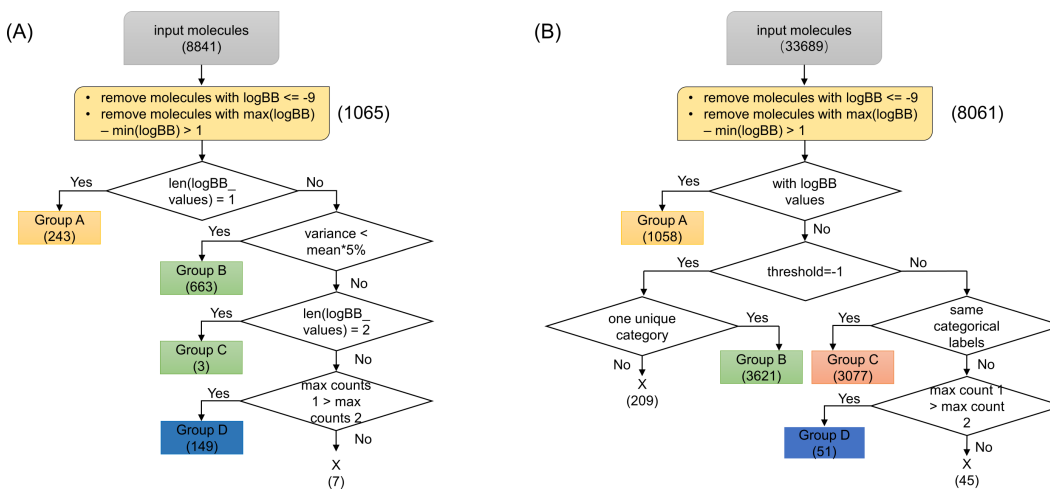 (A)
input molecules
(8841)
• remove molecules with logBB <= -9
• remove molecules with max(logBB)
– min(logBB) > 1
(1065)
Yes
len(logBB_
values) = 1
No
Group A
(243)
Yes
variance <
mean*5%
Group B
(663)
No
Yes
len(logBB_
values) = 2
Group C
(3)
No
Yes
max counts
1 > max
counts 2
Group D
(149)
No
X
(7)
(B)
input molecules
(33689)
• remove molecules with logBB <= -9
• remove molecules with max(logBB)
– min(logBB) > 1
(8061)
Yes
with logBB
values
Group A
(1058)
No
Yes
threshold=-1
No
one unique
category
Yes
Group B
(3621)
No
X
(209)
Yes
same
categorical
labels
Group C
(3077)
No
Yes
max count 1
> max count
2
Group D
(51)
No
X
(45)